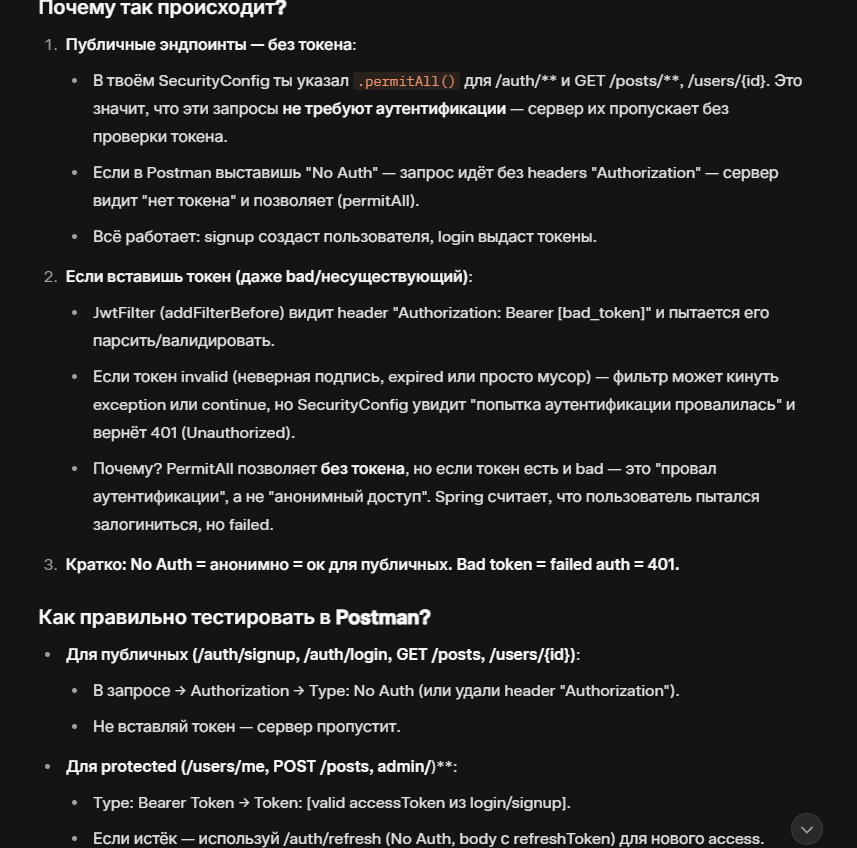 Почему так происходит?
1. Публичные эндпоинты — без токена:
• В твоём SecurityConfig ты указал .permitAll() для /auth/** и GET /posts/**, /users/{id}. Это
значит, что эти запросы не требуют аутентификации — сервер их пропускает без
проверки токена.
• Если в Postman выставишь "No Auth" — запрос идёт без headers "Authorization" — сервер
видит "нет токена" и позволяет (permitAll).
• Всё работает: signup создаст пользователя, login выдаст токены.
2. Если вставишь токен (даже bad/несуществующий):
• JwtFilter (addFilterBefore) видит header "Authorization: Bearer [bad_token]" и пытается его
парсить/валидировать.
• Если токен invalid (неверная подпись, expired или просто мусор) — фильтр может кинуть
exception или continue, но SecurityConfig увидит "попытка аутентификации провалилась" и
вернёт 401 (Unauthorized).
• Почему? PermitAll позволяет без токена, но если токен есть и bad — это "провал
аутентификации", а не "анонимный доступ". Spring считает, что пользователь пытался
залогиниться, но failed.
3. Кратко: No Auth = анонимно = ок для публичных. Bad token = failed auth = 401.
Как правильно тестировать в Postman?
• Для публичных (/auth/signup, /auth/login, GET /posts, /users/{id}):
• В запросе → Authorization → Type: No Auth (или удали header "Authorization").
• Не вставляй токен — сервер пропустит.
• Для protected (/users/me, POST /posts, admin/)**:
• Type: Bearer Token → Token: [valid accessToken из login/signup].
• Если истёк — используй /auth/refresh (No Auth, body с refreshToken) для нового access.